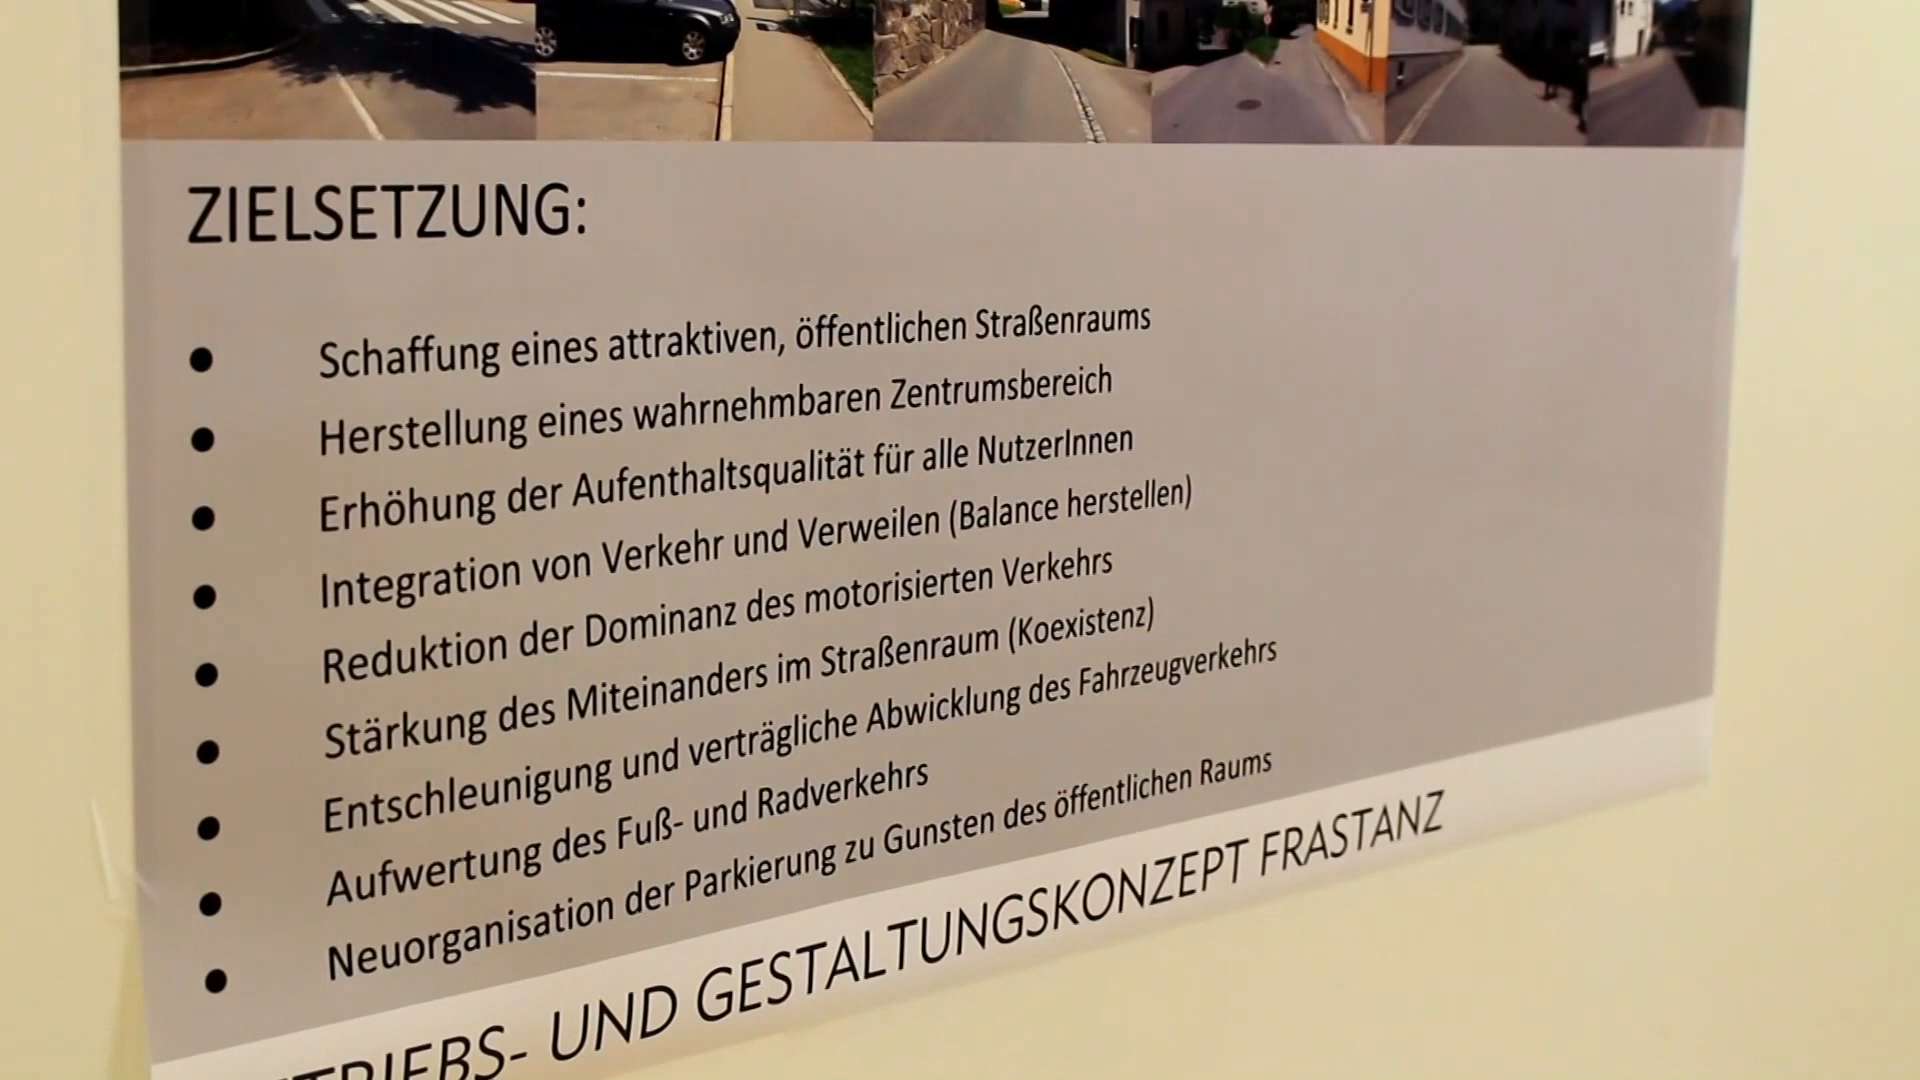 ZIELSETZUNG:
● Schaffung eines attraktiven, öffentlichen Straßenraums
● Herstellung eines wahrnehmbaren Zentrumsbereich
● Erhöhung der Aufenthaltsqualität für alle NutzerInnen
● Integration von Verkehr und Verweilen (Balance herstellen)
● Reduktion der Dominanz des motorisierten Verkehrs
● Stärkung des Miteinanders im Straßenraum (Koexistenz)
● Entschleunigung und verträgliche Abwicklung des Fahrzeugverkehrs
● Aufwertung des Fuß- und Radverkehrs
● Neuorganisation der Parkierung zu Gunsten des öffentlichen Raums
UND GESTALTUNGSKONZEPT FRASTANZ